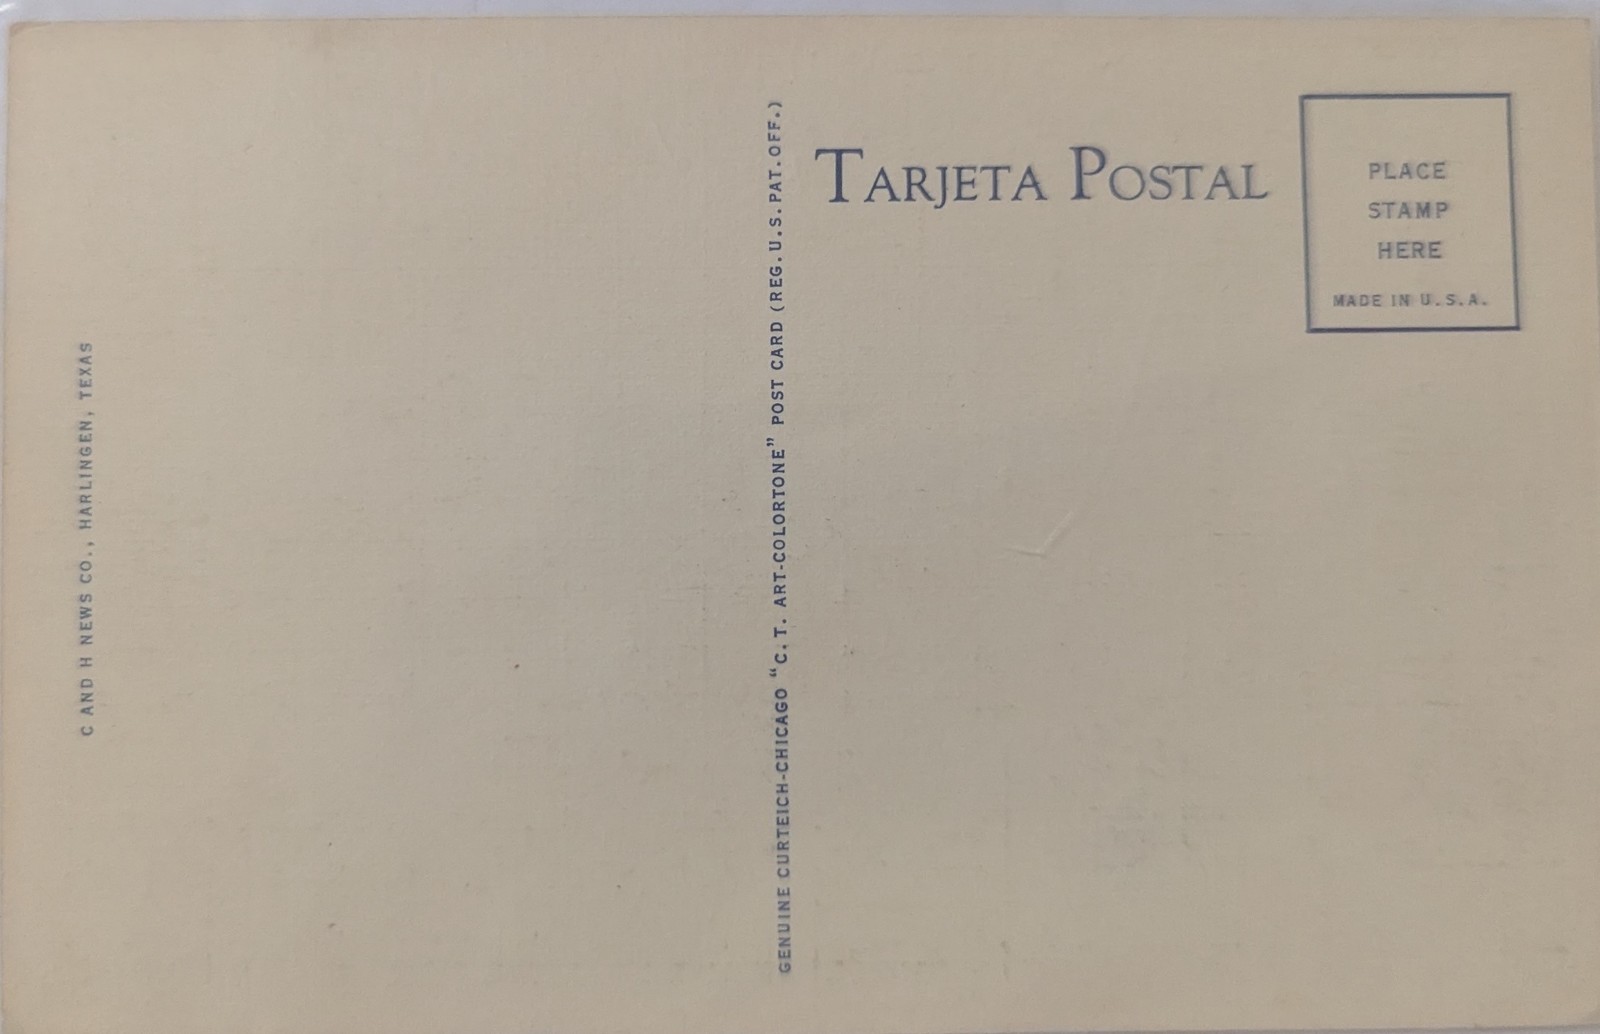 C AND H NEWS CO., HARLINGEN, TEXAS
GENUINE CURTEICH-CHICAGO "C. T. ART-COLORTONE" POST CARD (REG. U.S. PAT. OFF.)
TARJETA POSTAL
PLACE
STAMP
HERE
MADE IN U.S.A.